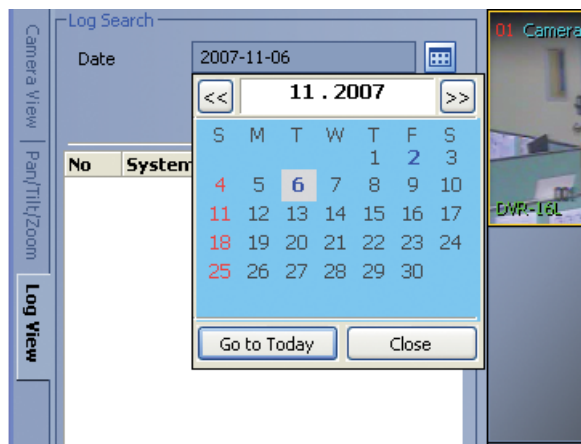 Log Search
Date 2007-11-06
<< 11 . 2007 >>
S M T W T F S
1 2 3
4 5 6 7 8 9 10
11 12 13 14 15 16 17
18 19 20 21 22 23 24
25 26 27 28 29 30
Go to Today Close
No System
Camera View
Pan/Tilt/Zoom
Log View
01 Camera
DVR-16L